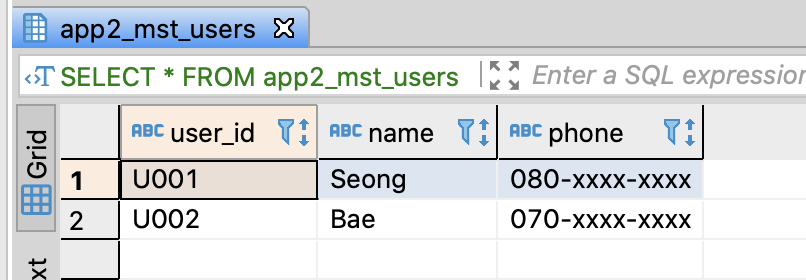 app2_mst_users
SELECT * FROM app2_mst_users Enter a SQL expression
Grid
ABC user_id ABC name ABC phone
1 U001 Seong 080-xxxx-xxxx
2 U002 Bae 070-xxxx-xxxx
xt